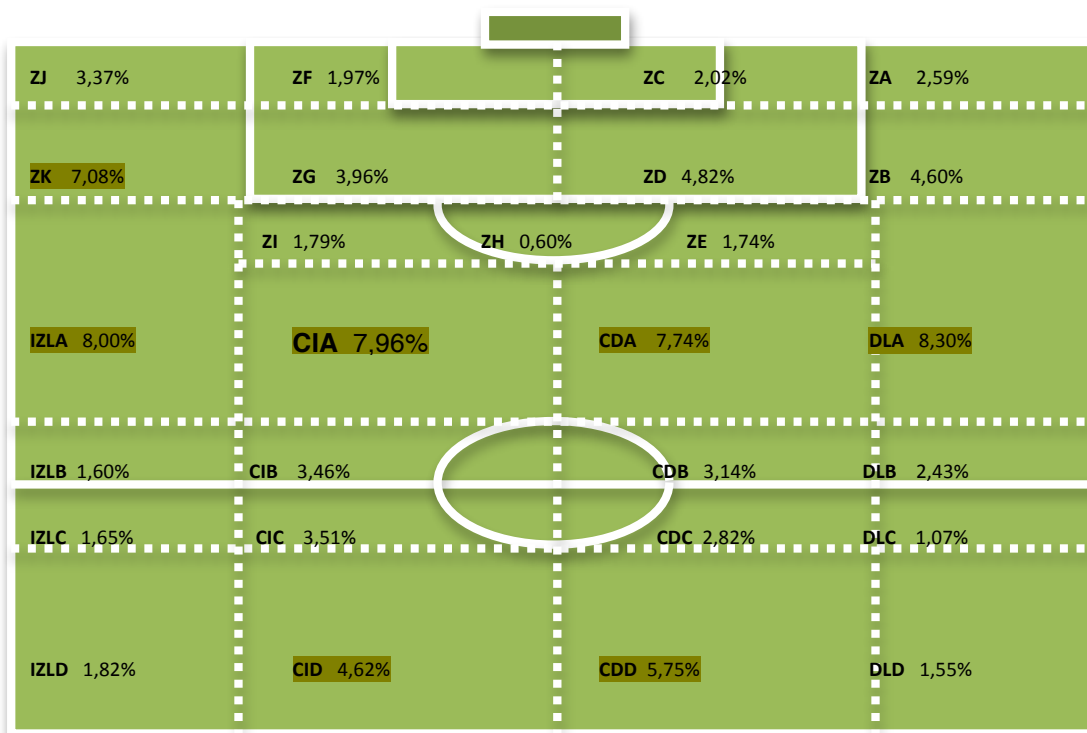 ZJ 3,37% ZF 1,97% ZC 2,02% ZA 2,59%
ZK 7,08% ZG 3,96% ZD 4,82% ZB 4,60%
ZI 1,79% ZH 0,60% ZE 1,74%
IZLA 8,00% CIA 7,96% CDA 7,74% DLA 8,30%
IZLB 1,60% CIB 3,46% CDB 3,14% DLB 2,43%
IZLC 1,65% CIC 3,51% CDC 2,82% DLC 1,07%
IZLD 1,82% CID 4,62% CDD 5,75% DLD 1,55%